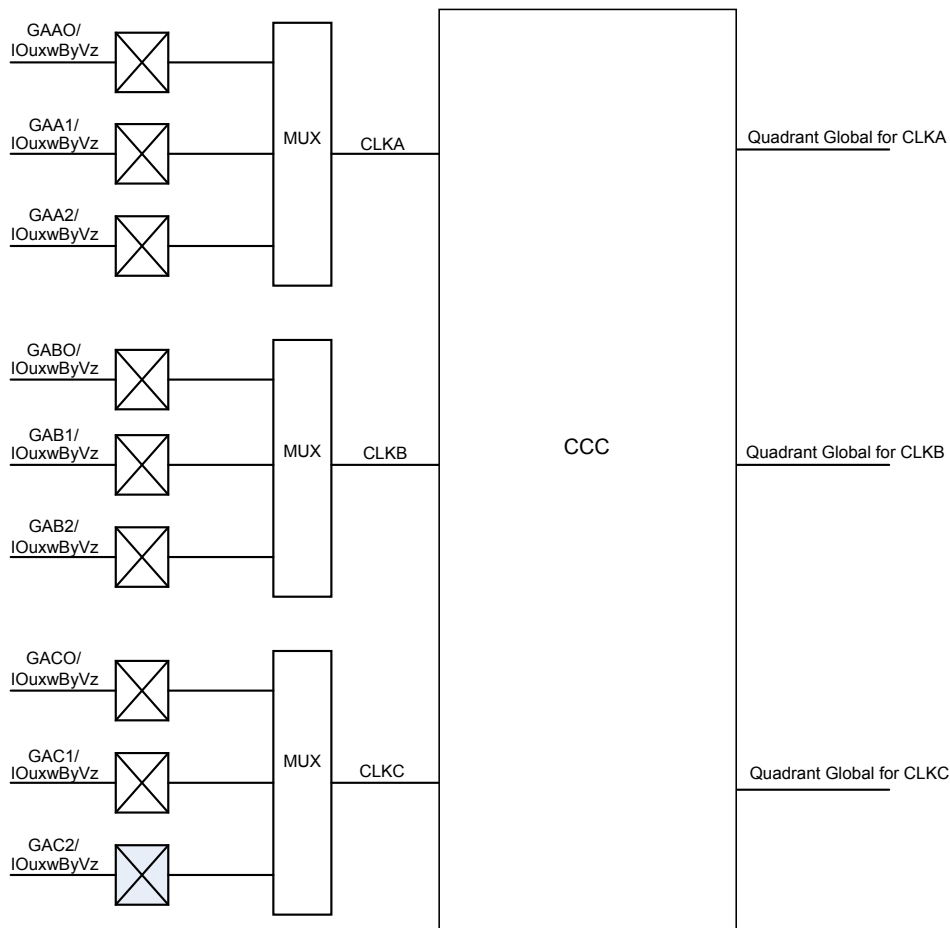 GAAO/
IOuxwByVz
GAA1/
IOuxwByVz
GAA2/
IOuxwByVz
MUX
CLKA
Quadrant Global for CLKA
GABO/
IOuxwByVz
GAB1/
IOuxwByVz
GAB2/
IOuxwByVz
MUX
CLKB
CCC
Quadrant Global for CLKB
GACO/
IOuxwByVz
GAC1/
IOuxwByVz
GAC2/
IOuxwByVz
MUX
CLKC
Quadrant Global for CLKC